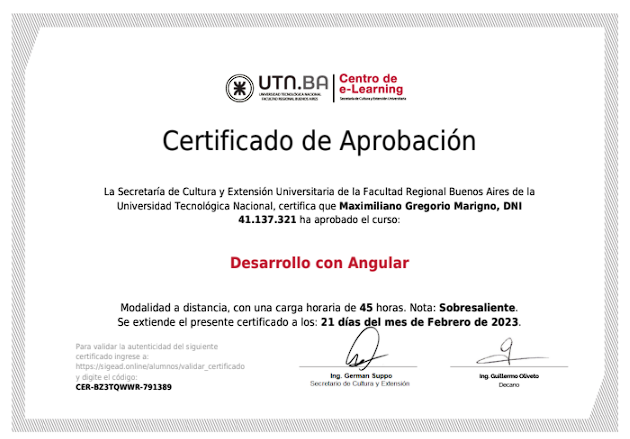 UTN.BA
UNIVERSIDAD TECNOLÓGICA NACIONAL
FACULTAD REGIONAL BUENOS AIRES
Centro de
e-Learning
Secretaría de Cultura y Extensión Universitaria
Certificado de Aprobación
La Secretaría de Cultura y Extensión Universitaria de la Facultad Regional Buenos Aires de la
Universidad Tecnológica Nacional, certifica que Maximiliano Gregorio Marigno, DNI
41.137.321 ha aprobado el curso:
Desarrollo con Angular
Modalidad a distancia, con una carga horaria de 45 horas. Nota: Sobresaliente.
Se extiende el presente certificado a los: 21 días del mes de Febrero de 2023.
Para validar la autenticidad del siguiente
certificado ingrese a:
https://sigead.online/alumnos/validar_certificado
y digite el código:
CER-BZ3TQWWR-791389
Ing. German Suppo
Secretario de Cultura y Extensión
Ing. Guillermo Oliveto
Decano